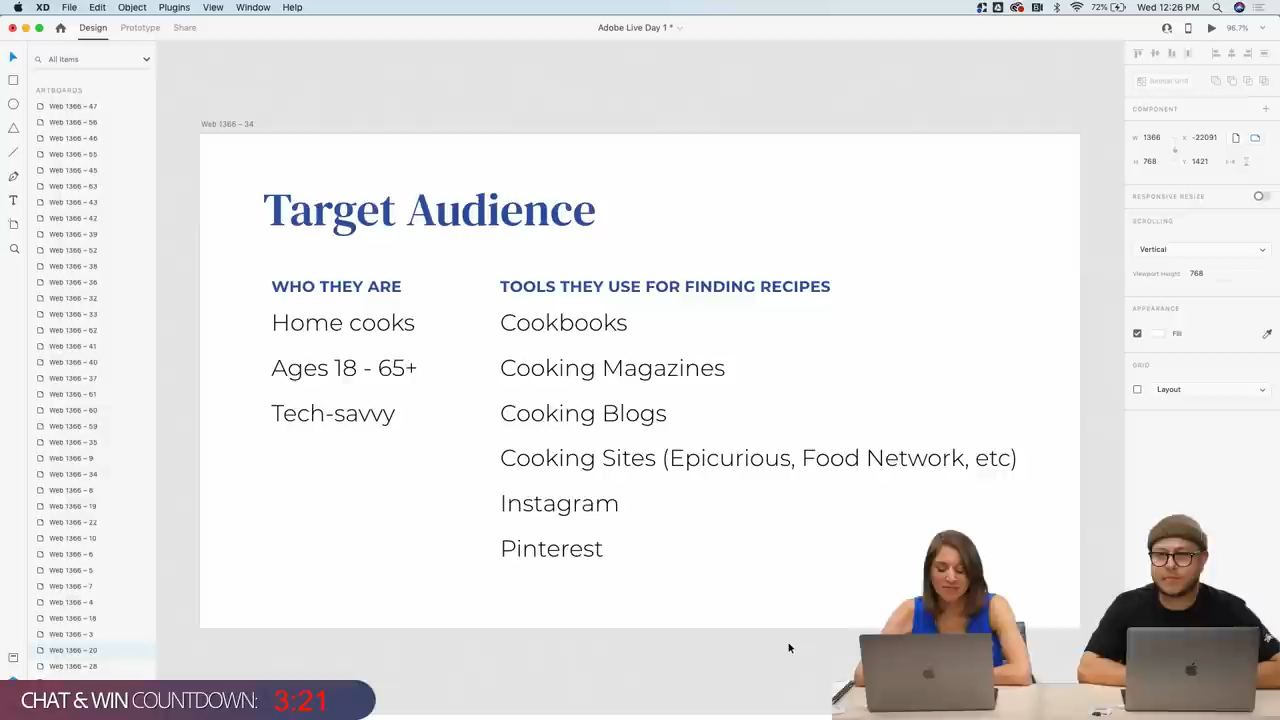 XD File Edit Object Plugins View Window Help 72% Wed 12:26 PM
Design Prototype Share Adobe Live Day 1 * 96.7%
All Items
ARTBOARDS
Web 1366 – 47
Web 1366 – 56
Web 1366 – 46
Web 1366 – 55
Web 1366 – 45
Web 1366 – 63
Web 1366 – 43
Web 1366 – 42
Web 1366 – 39
Web 1366 – 52
Web 1366 – 38
Web 1366 – 36
Web 1366 – 32
Web 1366 – 33
Web 1366 – 62
Web 1366 – 41
Web 1366 – 40
Web 1366 – 37
Web 1366 – 61
Web 1366 – 60
Web 1366 – 59
Web 1366 – 35
Web 1366 – 9
Web 1366 – 34
Web 1366 – 8
Web 1366 – 19
Web 1366 – 22
Web 1366 – 10
Web 1366 – 6
Web 1366 – 5
Web 1366 – 7
Web 1366 – 4
Web 1366 – 18
Web 1366 – 3
Web 1366 – 20
Web 1366 – 28
Web 1366 – 34
Target Audience
WHO THEY ARE
Home cooks
Ages 18 - 65+
Tech-savvy
TOOLS THEY USE FOR FINDING RECIPES
Cookbooks
Cooking Magazines
Cooking Blogs
Cooking Sites (Epicurious, Food Network, etc)
Instagram
Pinterest
Repeat Grid
COMPONENT
W 1366 X -22091
H 768 Y 1421
RESPONSIVE RESIZE
SCROLLING
Vertical
Viewport Height 768
APPEARANCE
Fill
GRID
Layout
CHAT & WIN COUNTDOWN: 3:21